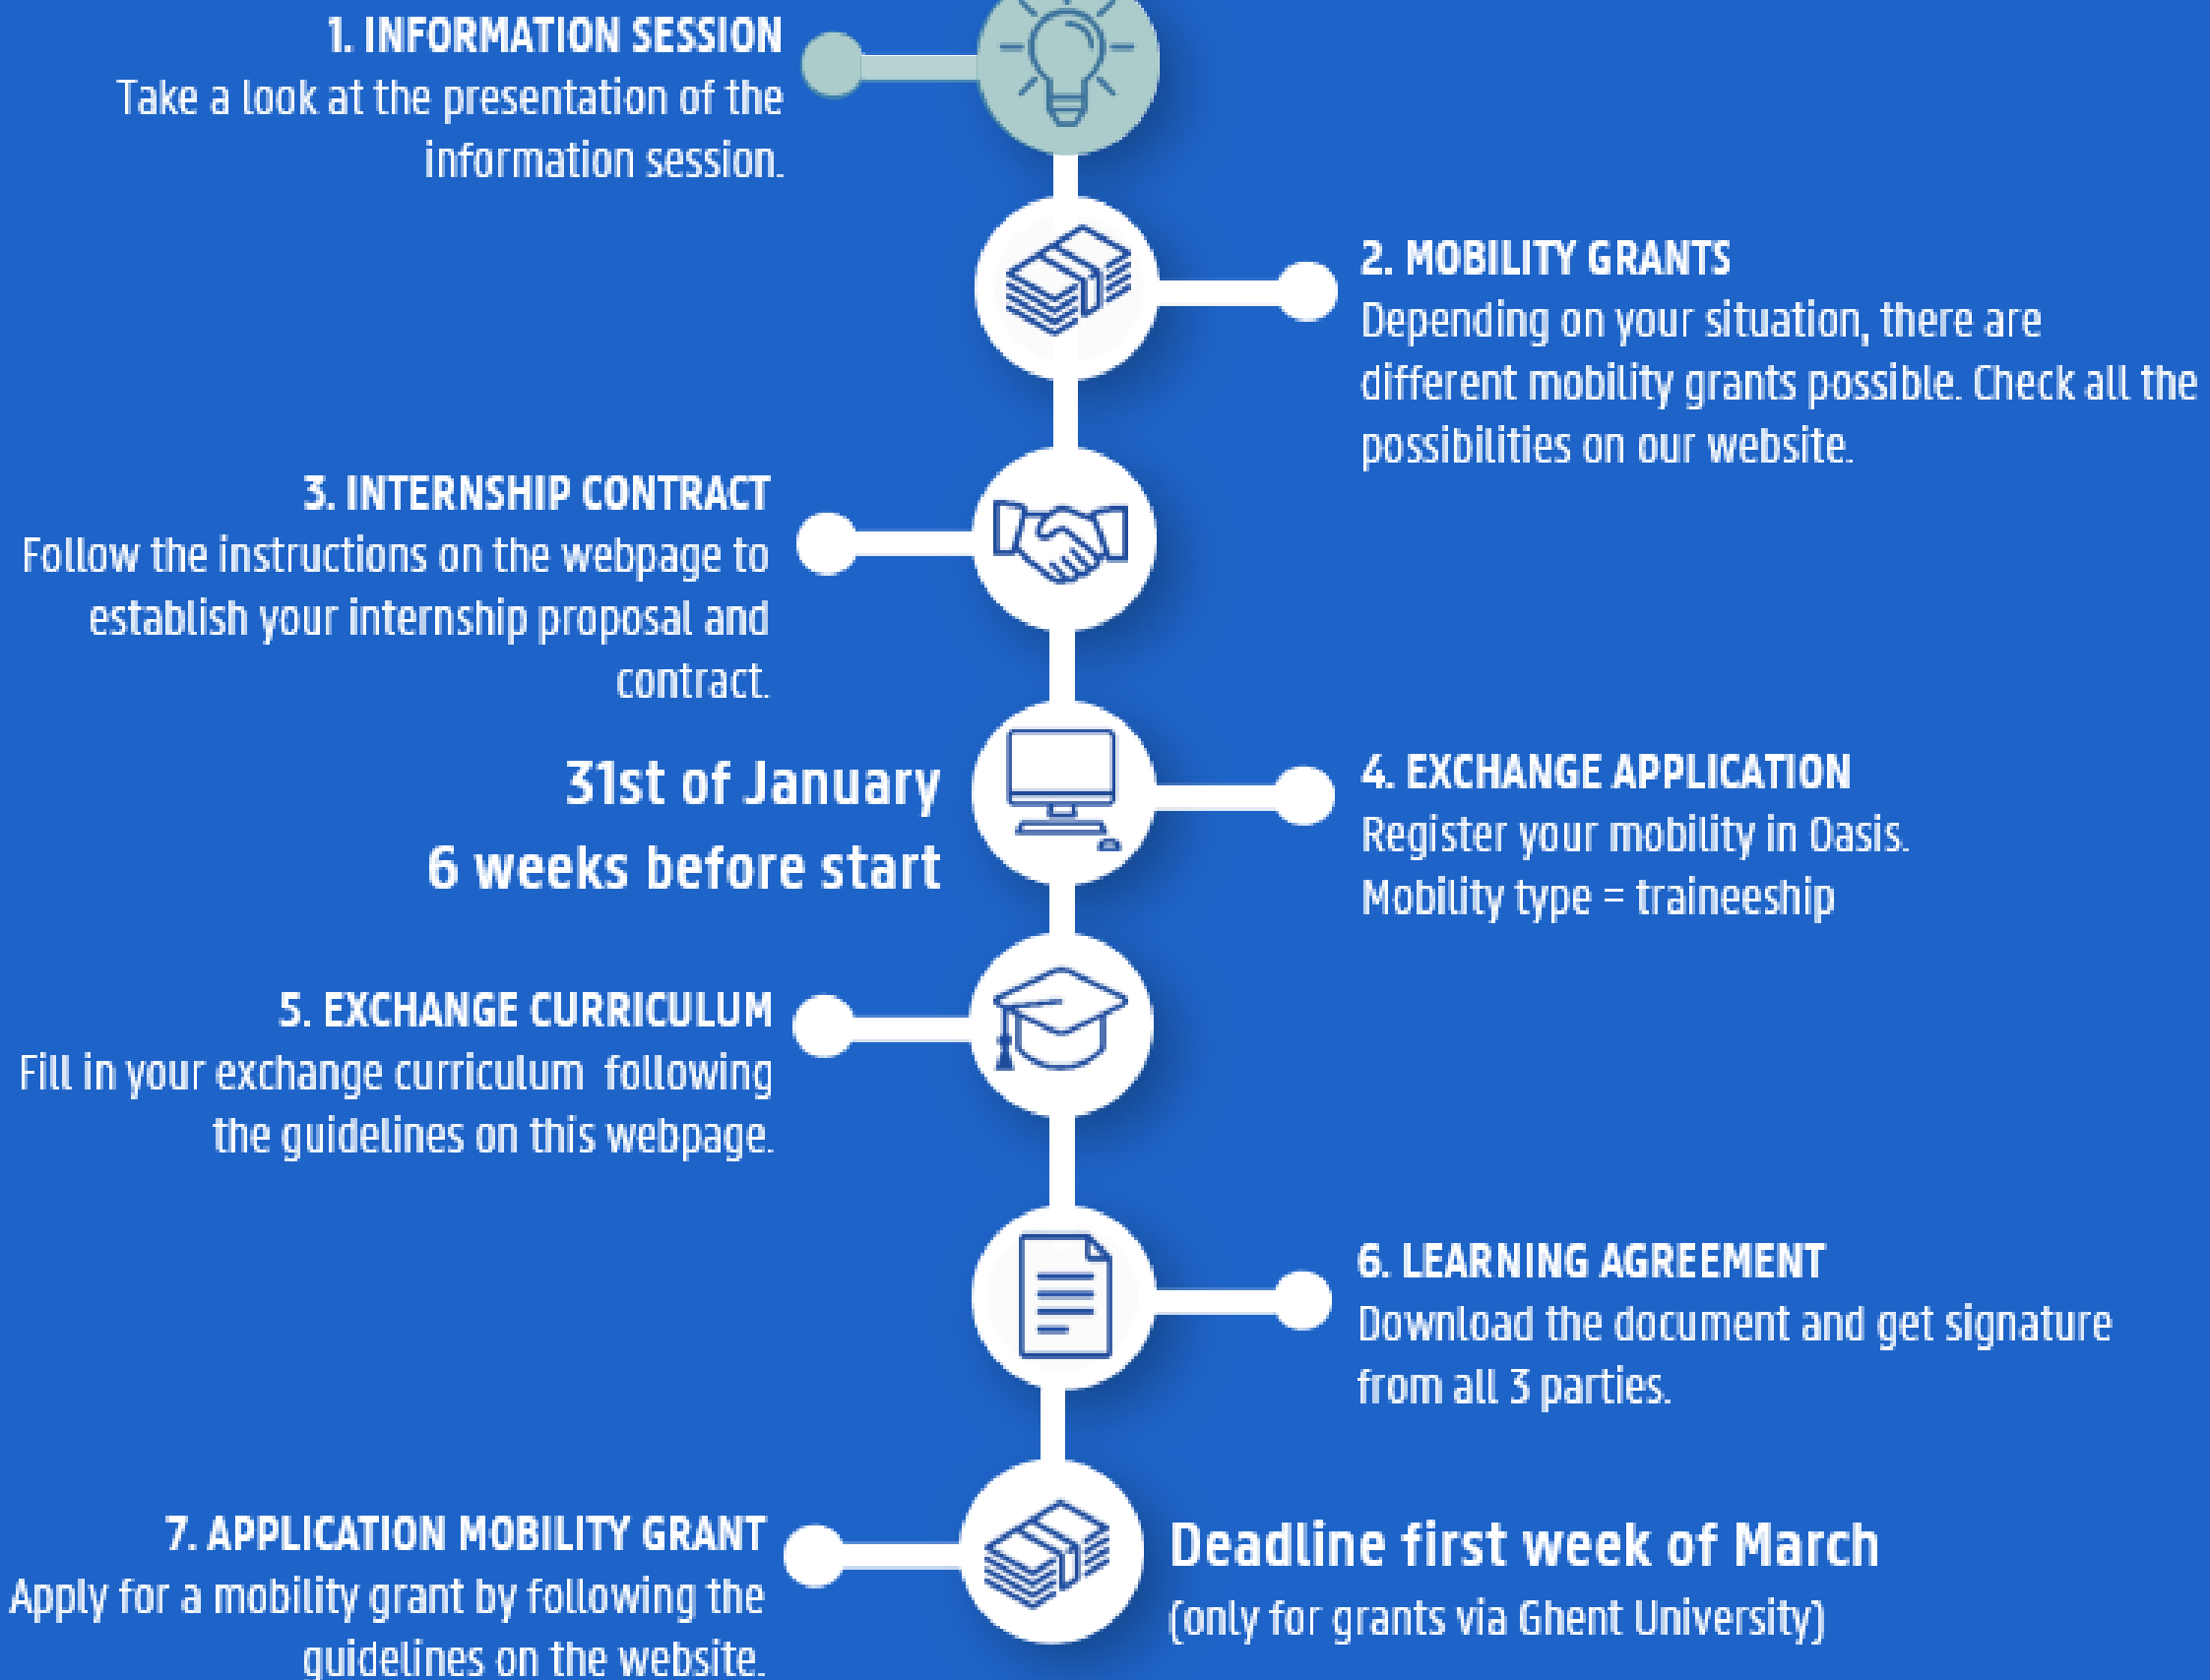 1. INFORMATION SESSION
Take a look at the presentation of the
information session.
2. MOBILITY GRANTS
Depending on your situation, there are
different mobility grants possible. Check all the
possibilities on our website.
3. INTERNSHIP CONTRACT
Follow the instructions on the webpage to
establish your internship proposal and
contract.
31st of January
6 weeks before start
4. EXCHANGE APPLICATION
Register your mobility in Oasis.
Mobility type = traineeship
5. EXCHANGE CURRICULUM
Fill in your exchange curriculum  following
the guidelines on this webpage.
6. LEARNING AGREEMENT
Download the document and get signature
from all 3 parties.
7. APPLICATION MOBILITY GRANT
Apply for a mobility grant by following the
guidelines on the website.
Deadline first week of March
(only for grants via Ghent University)